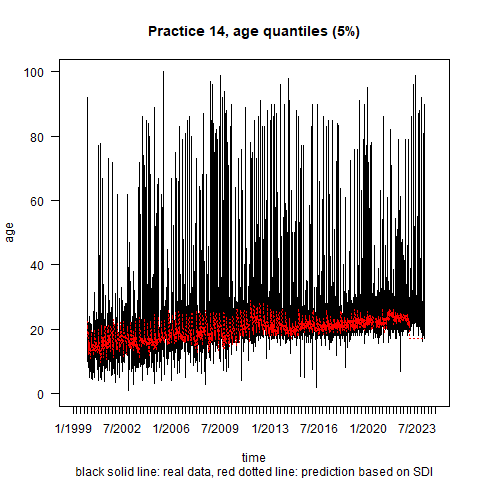 Practice 14, age quantiles (5%)
100
80
60
40
20
0
age
1/1999 7/2002 1/2006 7/2009 1/2013 7/2016 1/2020 7/2023
time
black solid line: real data, red dotted line: prediction based on SDI